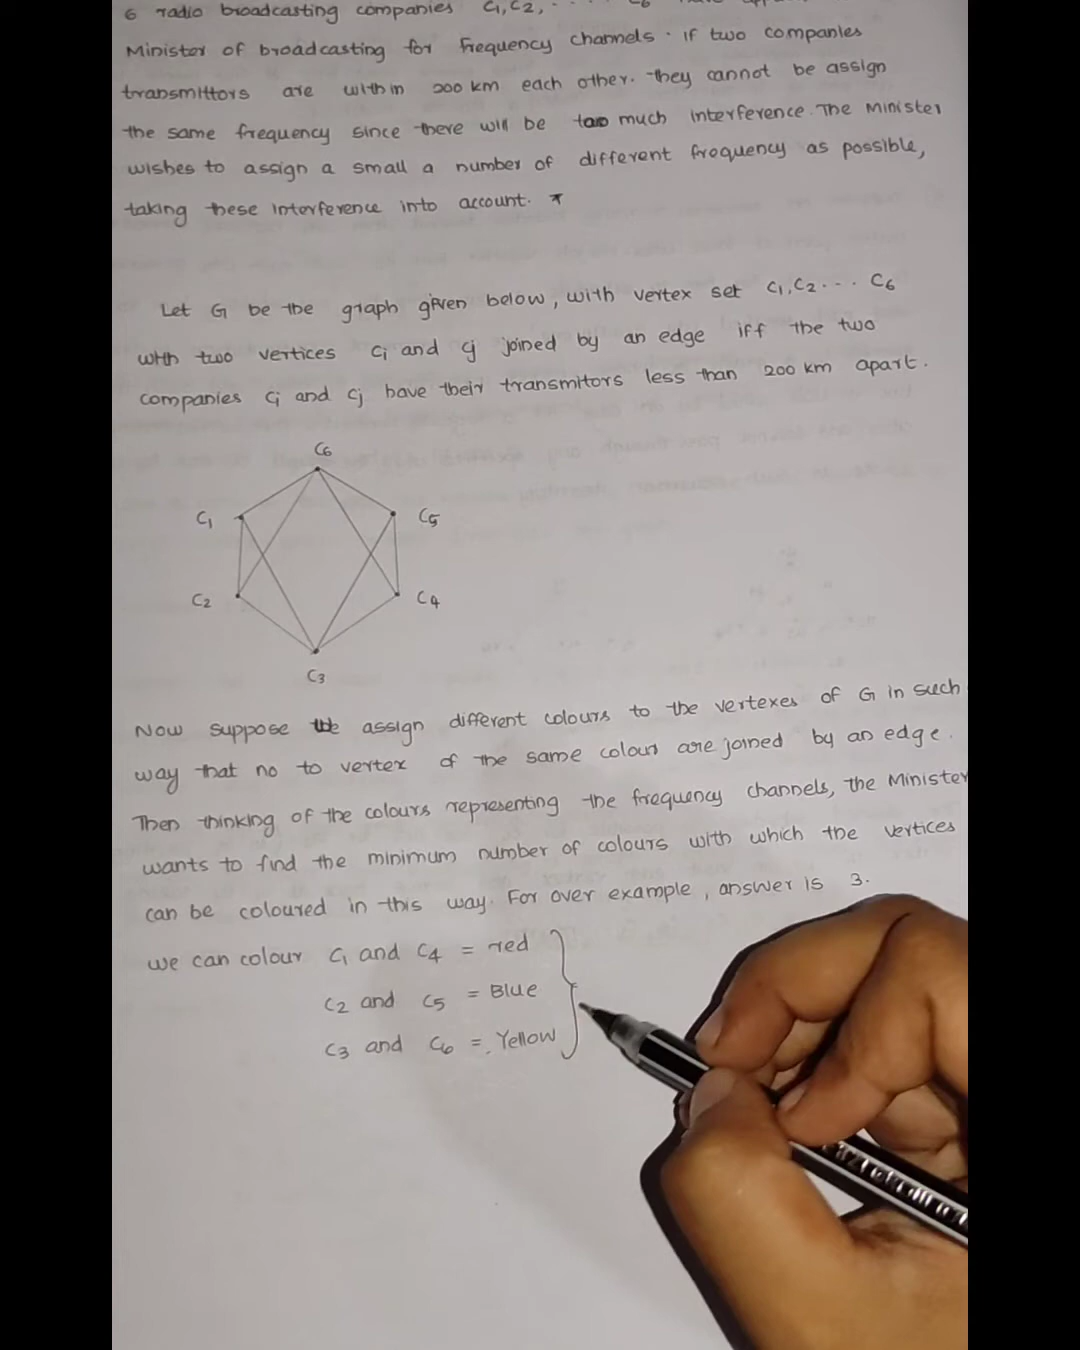 6 radio broadcasting companies C1, C2, . . . . C6
Minister of broadcasting for frequency channels. if two companies
transmittors are within 200 km each other. they cannot be assign
the same frequency since there will be too much interference. The Minister
wishes to assign a small a number of different frequency as possible,
taking these interference into account.
Let G be the graph given below, with vertex set C1, C2 . . . C6
with two vertices Ci and Cj joined by an edge iff the two
companies Ci and Cj have their transmitors less than 200 km apart.
C6
C1 C5
C2 C4
C3
Now suppose assign different colours to the vertexes of G in such
way that no to vertex of the same colour are joined by an edge.
Then thinking of the colours representing the frequency channels, the Minister
wants to find the minimum number of colours with which the vertices
can be coloured in this way. For over example, answer is 3.
we can colour C1 and C4 = red
C2 and C5 = Blue
C3 and C6 = Yellow